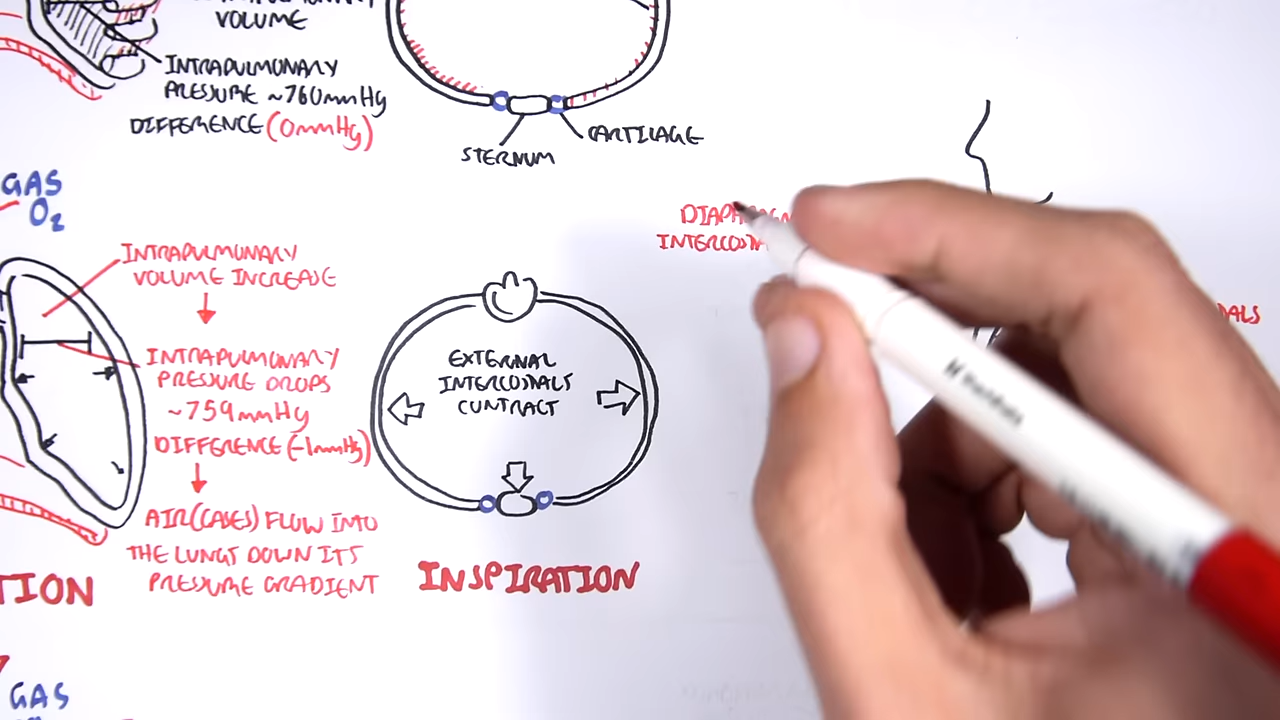 VOLUME
INTRAPULMONARY
PRESSURE ~760mmHg
DIFFERENCE (0mmHg)
STERNUM
CARTILAGE
GAS
O2
INTRAPULMONARY
VOLUME INCREASE
INTRAPULMONARY
PRESSURE DROPS
~759mmHg
DIFFERENCE (-1mmHg)
AIR(GASES) FLOW INTO
THE LUNGS DOWN ITS
PRESSURE GRADIENT
EXTERNAL
INTERCOSTALS
CONTRACT
INSPIRATION
TION
GAS